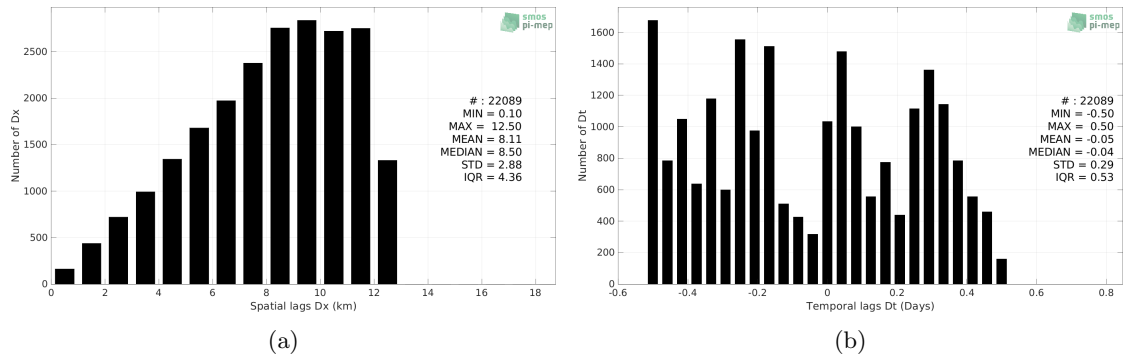 smos
pi-mep
2500
2000
1500
1000
500
0
Number of Dx
# : 22089
MIN = 0.10
MAX = 12.50
MEAN = 8.11
MEDIAN = 8.50
STD = 2.88
IQR = 4.36
0 2 4 6 8 10 12 14 16 18
Spatial lags Dx (km)
(a)
smos
pi-mep
1600
1400
1200
1000
800
600
400
200
0
Number of Dt
# : 22089
MIN = -0.50
MAX = 0.50
MEAN = -0.05
MEDIAN = -0.04
STD = 0.29
IQR = 0.53
-0.6 -0.4 -0.2 0 0.2 0.4 0.6 0.8
Temporal lags Dt (Days)
(b)